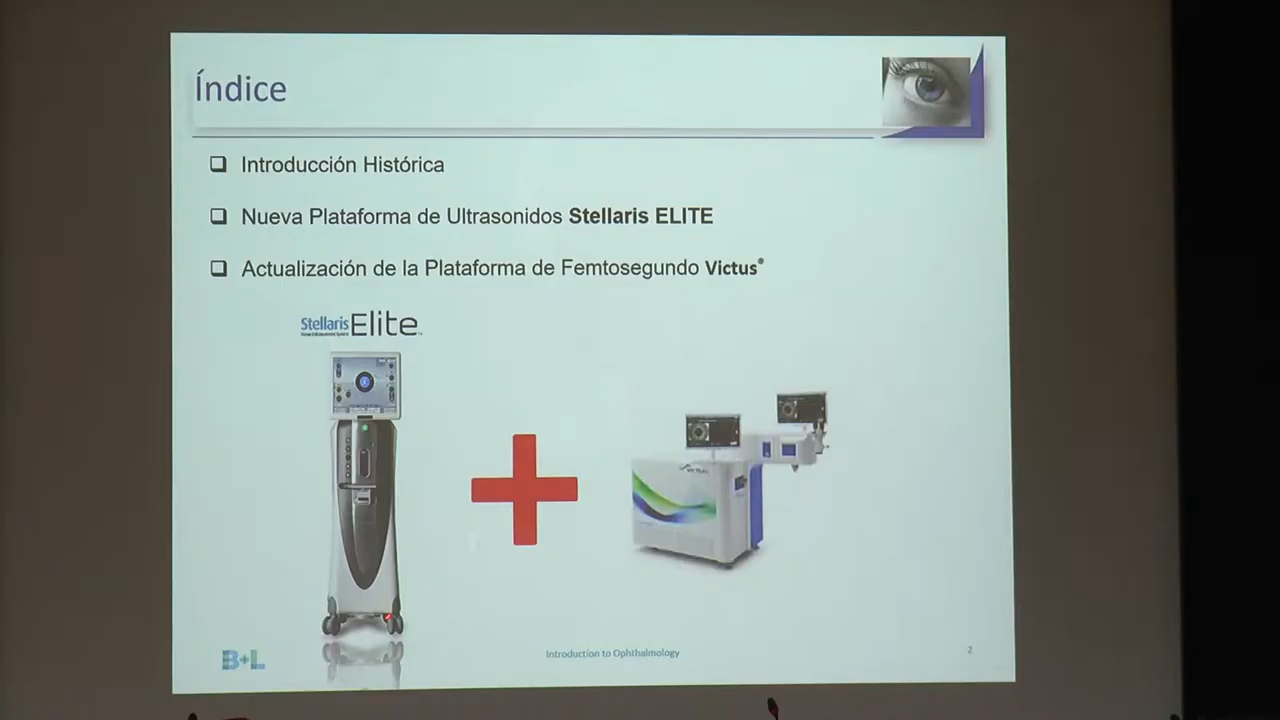 Índice
Introducción Histórica
Nueva Plataforma de Ultrasonidos Stellaris ELITE
Actualización de la Plataforma de Femtosegundo Victus®
Stellaris Elite™
B+L
Introduction to Ophthalmology
2